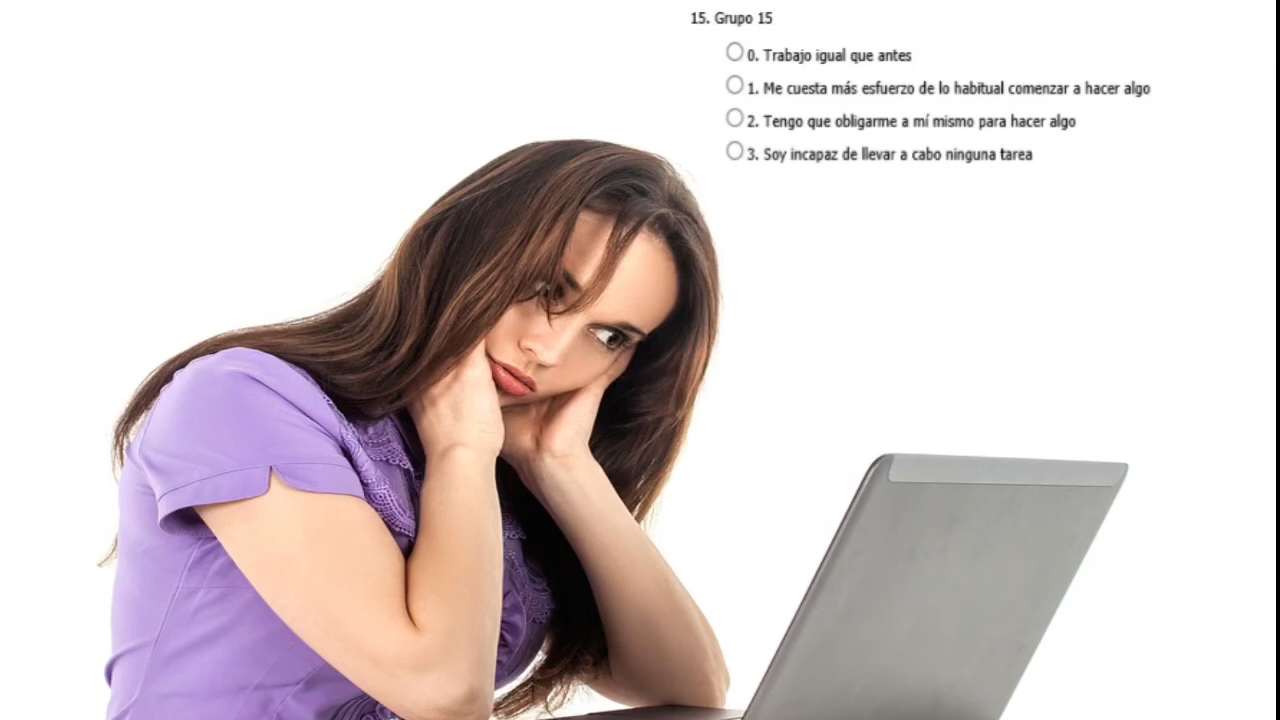 15. Grupo 15
0. Trabajo igual que antes
1. Me cuesta más esfuerzo de lo habitual comenzar a hacer algo
2. Tengo que obligarme a mí mismo para hacer algo
3. Soy incapaz de llevar a cabo ninguna tarea